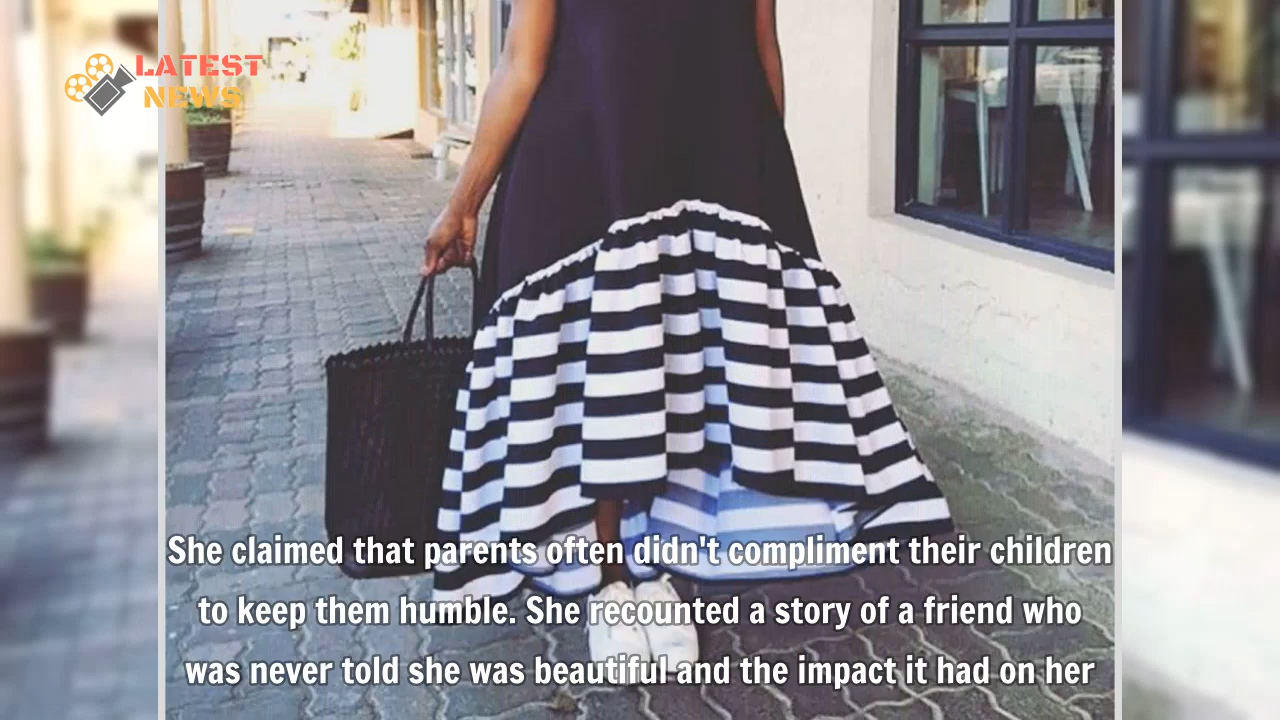 LATEST
NEWS
She claimed that parents often didn't compliment their children
to keep them humble. She recounted a story of a friend who
was never told she was beautiful and the impact it had on her